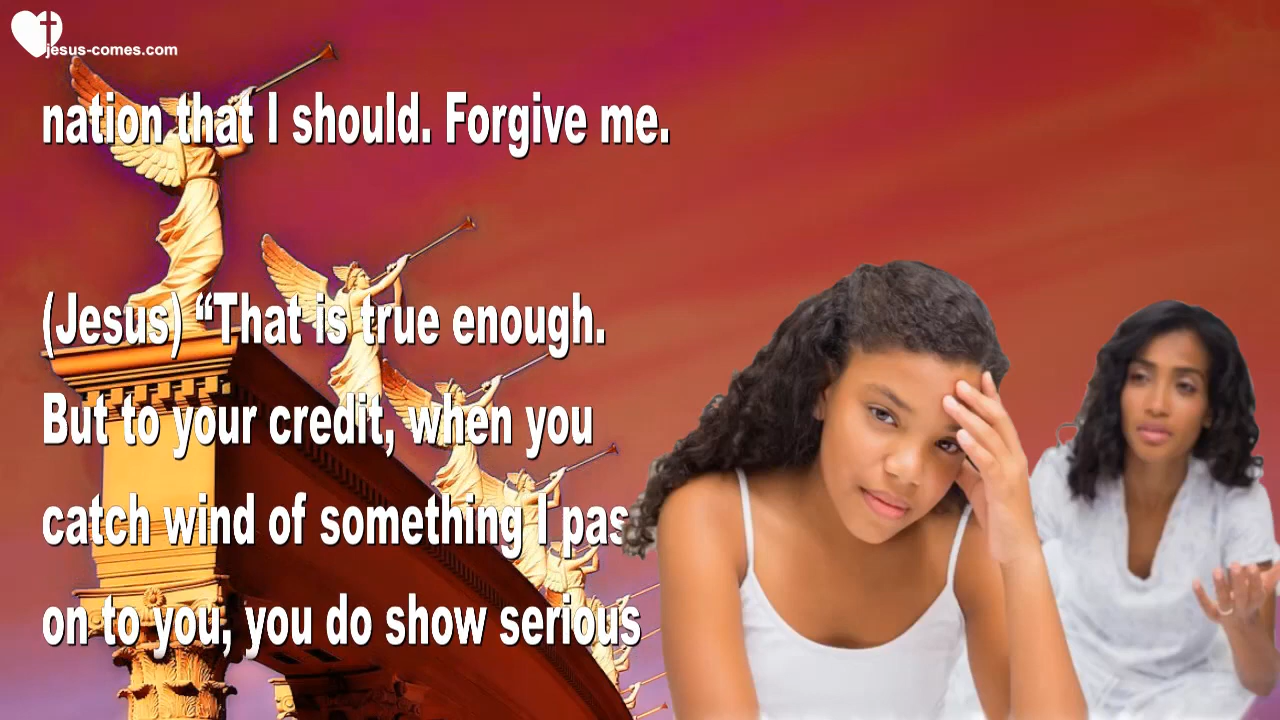 jesus-comes.com
nation that I should. Forgive me.
(Jesus) “That is true enough.
But to your credit, when you
catch wind of something I pas
on to you, you do show serious